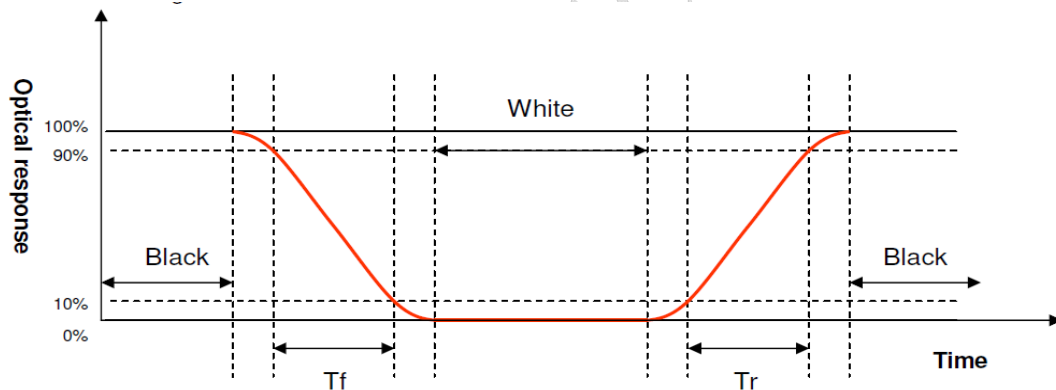 Optical response
100%
90%
10%
0%
White
Black
Black
Tf
Tr
Time